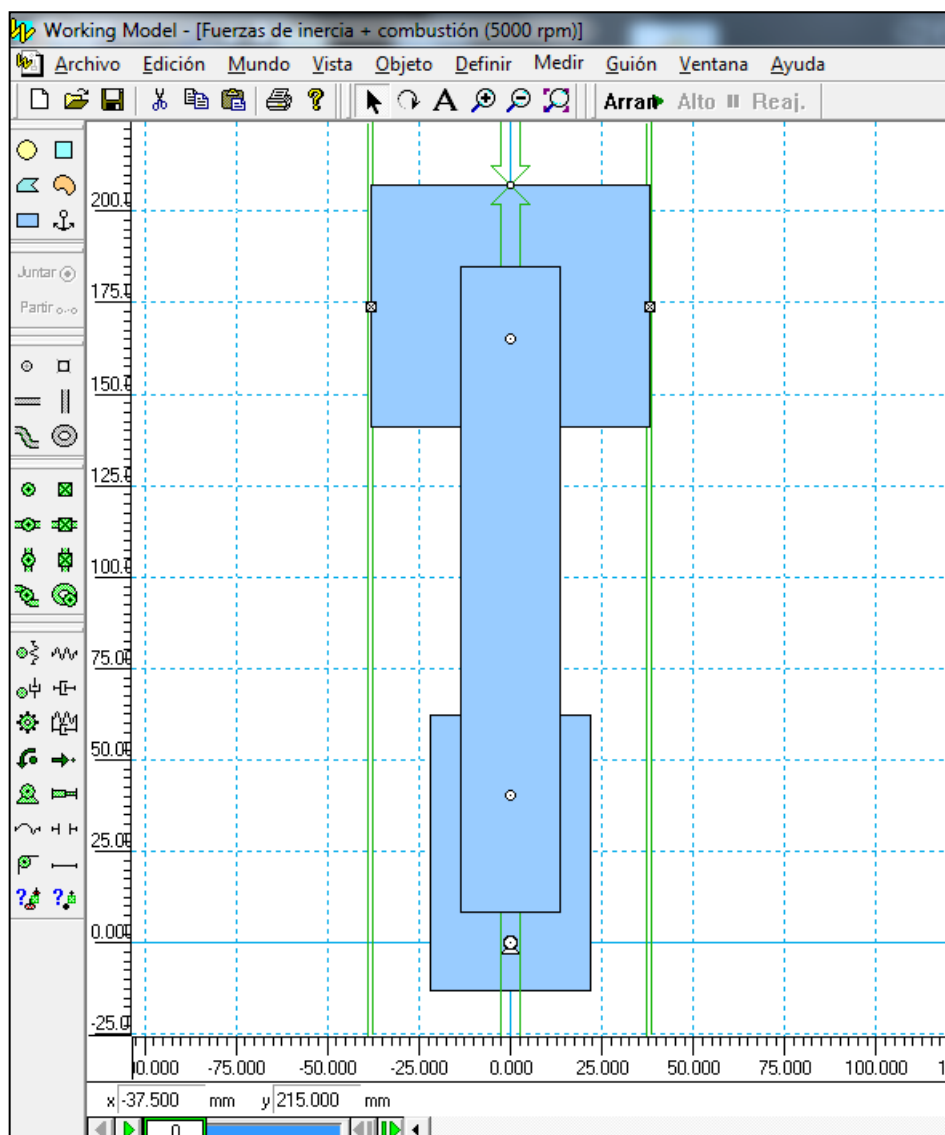 Working Model - [Fuerzas de inercia + combustión (5000 rpm)]
Archivo Edición Mundo Vista Objeto Definir Medir Guión Ventana Ayuda
A ? Arran Alto II Reaj.
200.0
Juntar
175.0
Partir
150.0
125.0
100.0
75.00
50.00
25.00
0.000
-25.0
0.000 -75.000 -50.000 -25.000 0.000 25.000 50.000 75.000 100.000
x -37.500 mm y 215.000 mm
0